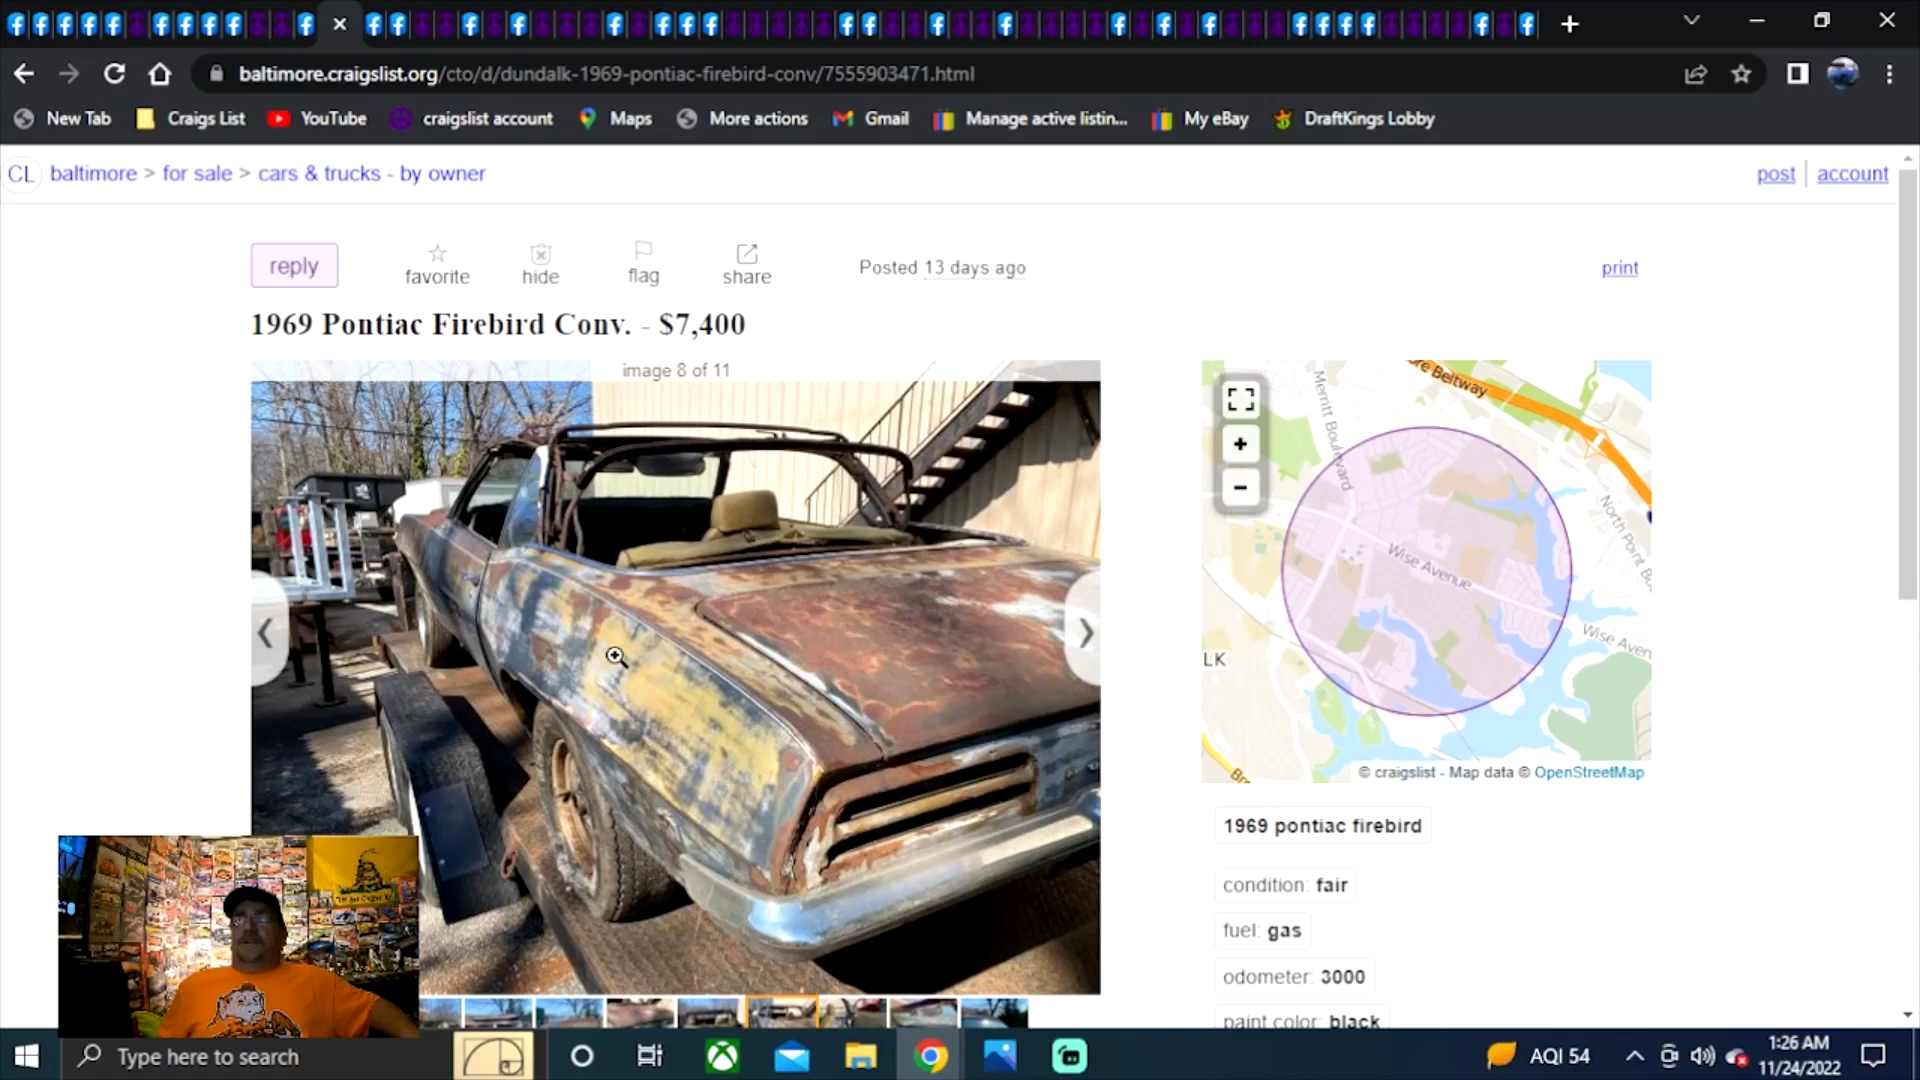 baltimore.craigslist.org/cto/d/dundalk-1969-pontiac-firebird-conv/7555903471.html
New Tab Craigs List YouTube craigslist account Maps More actions Gmail Manage active listin... My eBay DraftKings Lobby
CL baltimore > for sale > cars & trucks - by owner post account
reply favorite hide flag share Posted 13 days ago print
1969 Pontiac Firebird Conv. - $7,400
image 8 of 11
Merritt Boulevard
re Beltway
North Point Bo
Wise Avenue
Wise Aven
LK
© craigslist - Map data © OpenStreetMap
1969 pontiac firebird
condition: fair
fuel: gas
odometer: 3000
paint color: black
Type here to search
AQI 54
1:26 AM
11/24/2022